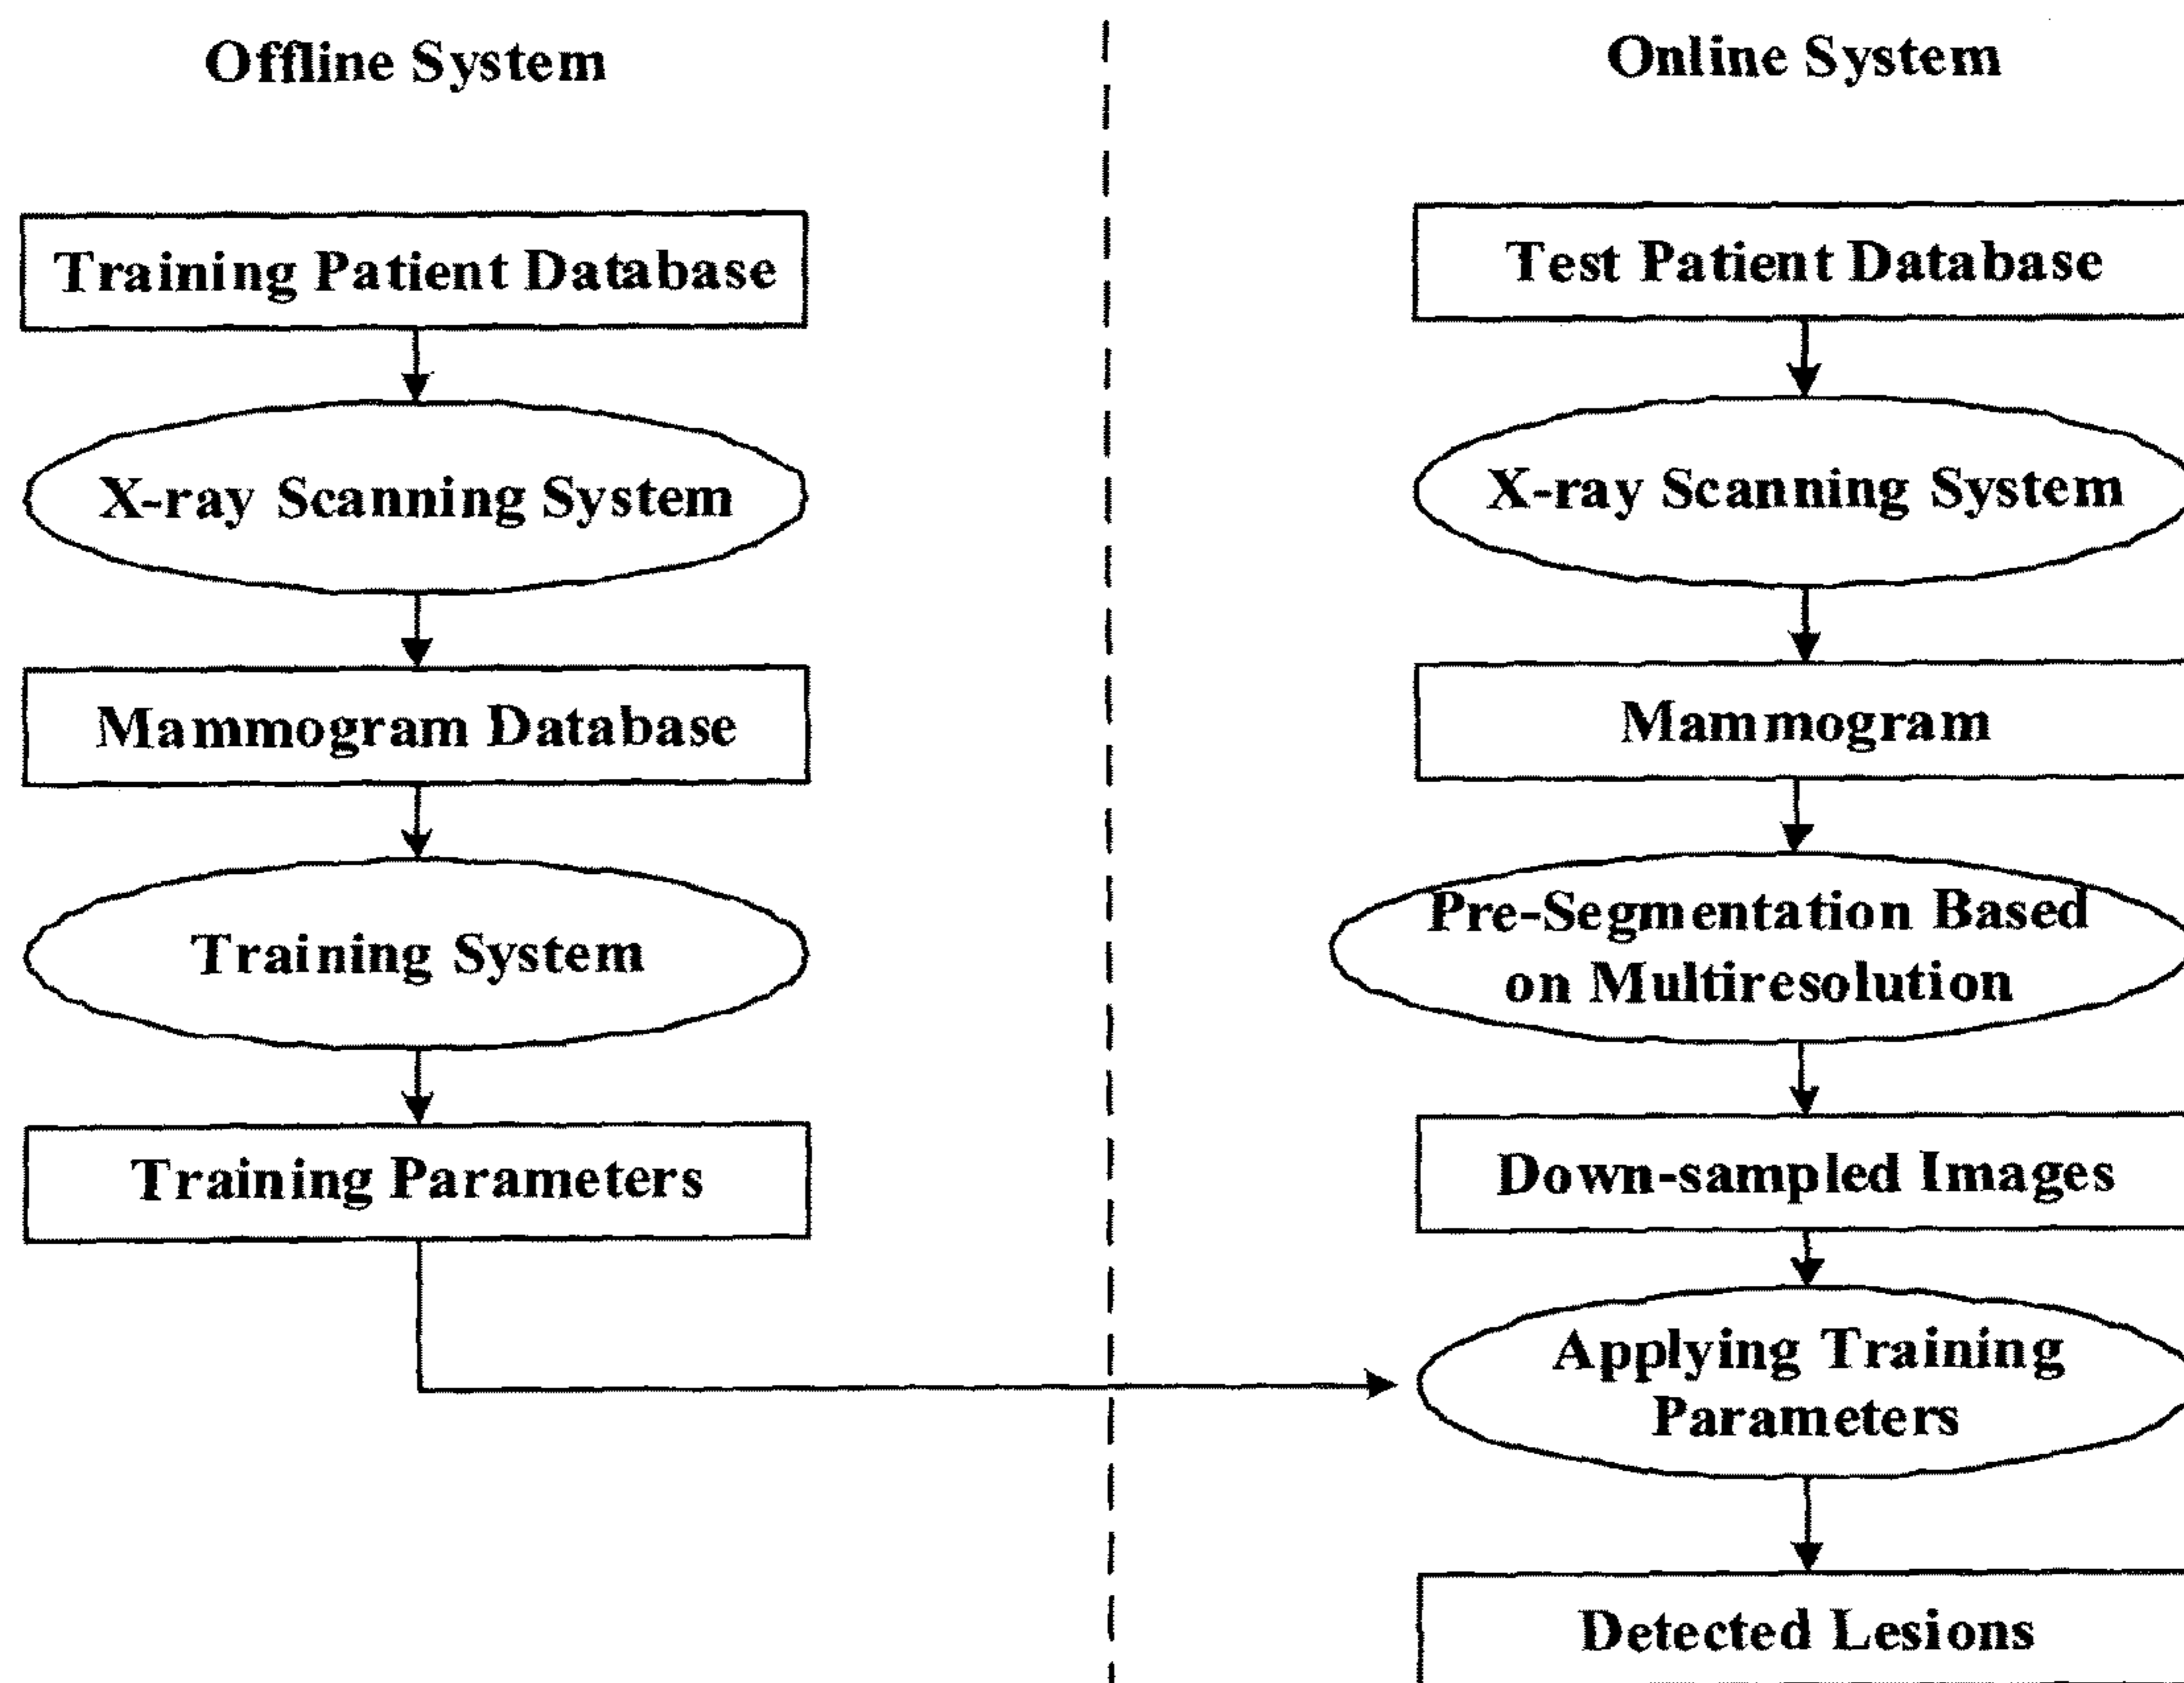 Offline System
Training Patient Database
X-ray Scanning System
Mammogram Database
Training System
Training Parameters
Online System
Test Patient Database
X-ray Scanning System
Mammogram
Pre-Segmentation Based
on Multiresolution
Down-sampled Images
Applying Training
Parameters
Detected Lesions